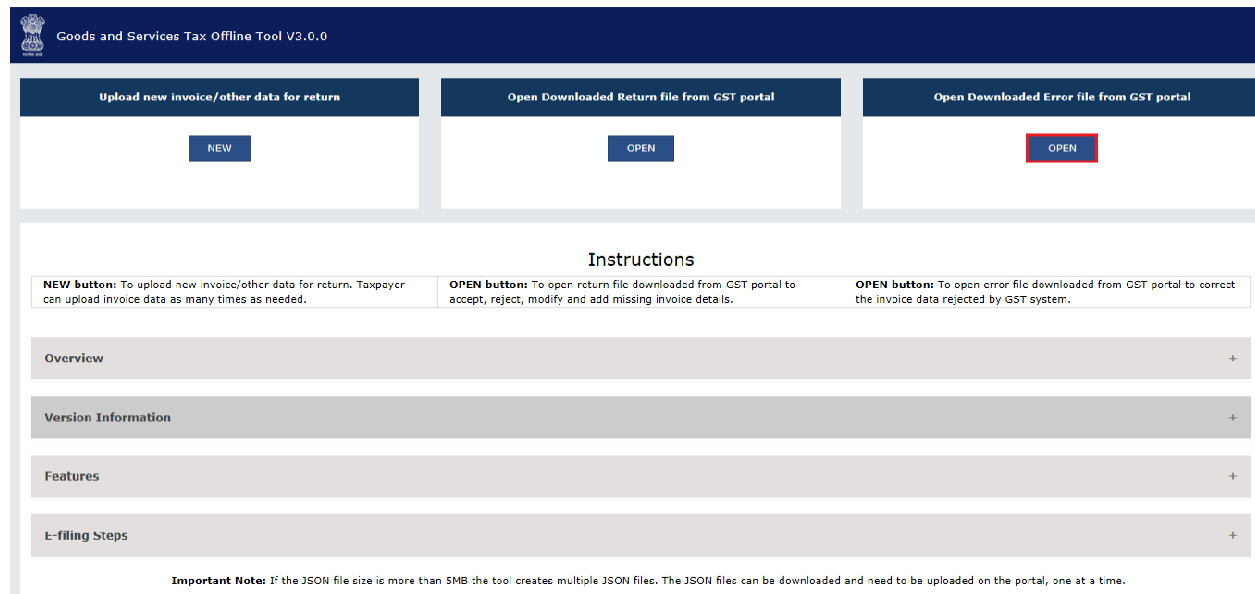 Goods and Services Tax Offline Tool V3.0.0
Upload new invoice/other data for return
Open Downloaded Return file from GST portal
Open Downloaded Error file from GST portal
NEW
OPEN
OPEN
Instructions
NEW button: To upload new invoice/other data for return. Taxpayer
can upload invoice data as many times as needed.
OPEN button: To open return file downloaded from GST portal to
accept, reject, modify and add missing invoice details.
OPEN button: To open error file downloaded from GST portal to correct
the invoice data rejected by GST system.
Overview +
Version Information +
Features +
E-filing Steps +
Important Note: If the JSON file size is more than 5MB the tool creates multiple JSON files. The JSON files can be downloaded and need to be uploaded on the portal, one at a time.